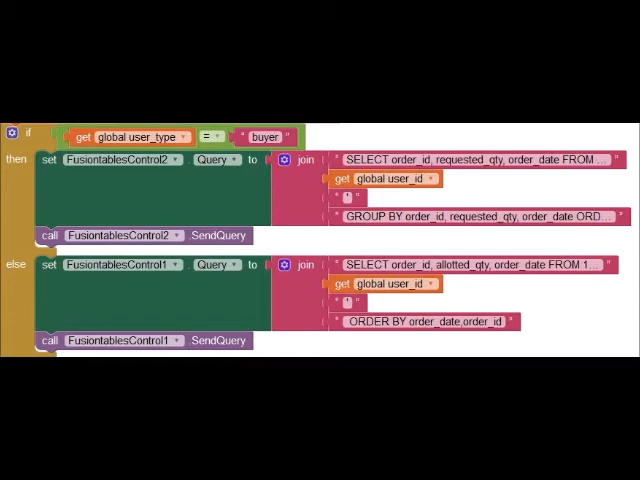 if get global user_type = " buyer "
then set FusiontablesControl2 . Query to join " SELECT order_id, requested_qty, order_date FROM ... "
get global user_id
" ' "
" GROUP BY order_id, requested_qty, order_date ORD... "
call FusiontablesControl2 .SendQuery
else set FusiontablesControl1 . Query to join " SELECT order_id, allotted_qty, order_date FROM 1... "
get global user_id
" ' "
" ORDER BY order_date,order_id "
call FusiontablesControl1 .SendQuery